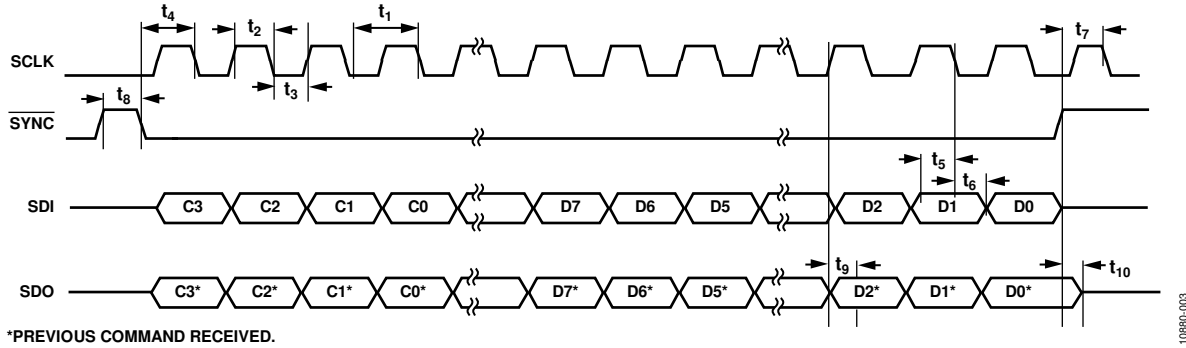 t4
t2
t1
t7
SCLK
t3
t8
SYNC
t5
t6
SDI
C3
C2
C1
C0
D7
D6
D5
D2
D1
D0
t9
t10
SDO
C3*
C2*
C1*
C0*
D7*
D6*
D5*
D2*
D1*
D0*
*PREVIOUS COMMAND RECEIVED.
10880-003